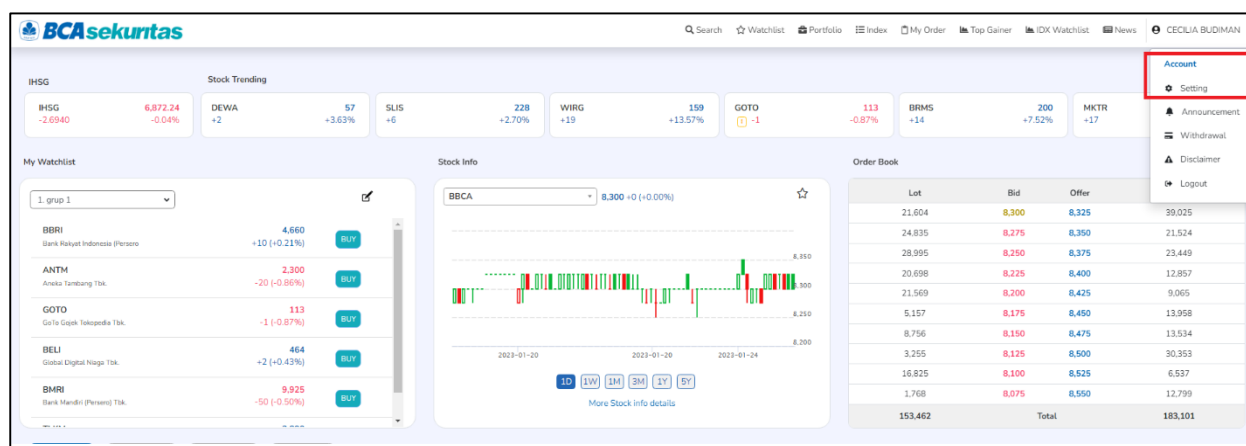 BCA sekuritas
Search Watchlist Portfolio Index My Order Top Gainer IDX Watchlist News CECILIA BUDIMAN
Account
Setting
Announcement
Withdrawal
Disclaimer
Logout
IHSG Stock Trending
IHSG 6,872.24
-2.6940 -0.04%
DEWA 57
+2 +3.63%
SLIS 228
+6 +2.70%
WIRG 159
+19 +13.57%
GOTO 113
-1 -0.87%
BRMS 200
+14 +7.52%
MKTR
+17
My Watchlist
1. grup 1
BBRI 4,660
Bank Rakyat Indonesia (Persero +10 (+0.21%) BUY
ANTM 2,300
Aneka Tambang Tbk. -20 (-0.86%) BUY
GOTO 113
GoTo Gojek Tokopedia Tbk. -1 (-0.87%) BUY
BELI 464
Global Digital Niaga Tbk. +2 (+0.43%) BUY
BMRI 9,925
Bank Mandiri (Persero) Tbk. -50 (-0.50%) BUY
Stock Info
BBCA 8,300 +0 (+0.00%)
8,350
8,300
8,250
8,200
2023-01-20 2023-01-20 2023-01-24
1D 1W 1M 3M 1Y 5Y
More Stock info details
Order Book
Lot Bid Offer
21,604 8,300 8,325 39,025
24,835 8,275 8,350 21,524
28,995 8,250 8,375 23,449
20,698 8,225 8,400 12,857
21,569 8,200 8,425 9,065
5,157 8,175 8,450 13,958
8,756 8,150 8,475 13,534
3,255 8,125 8,500 30,353
16,825 8,100 8,525 6,537
1,768 8,075 8,550 12,799
153,462 Total 183,101